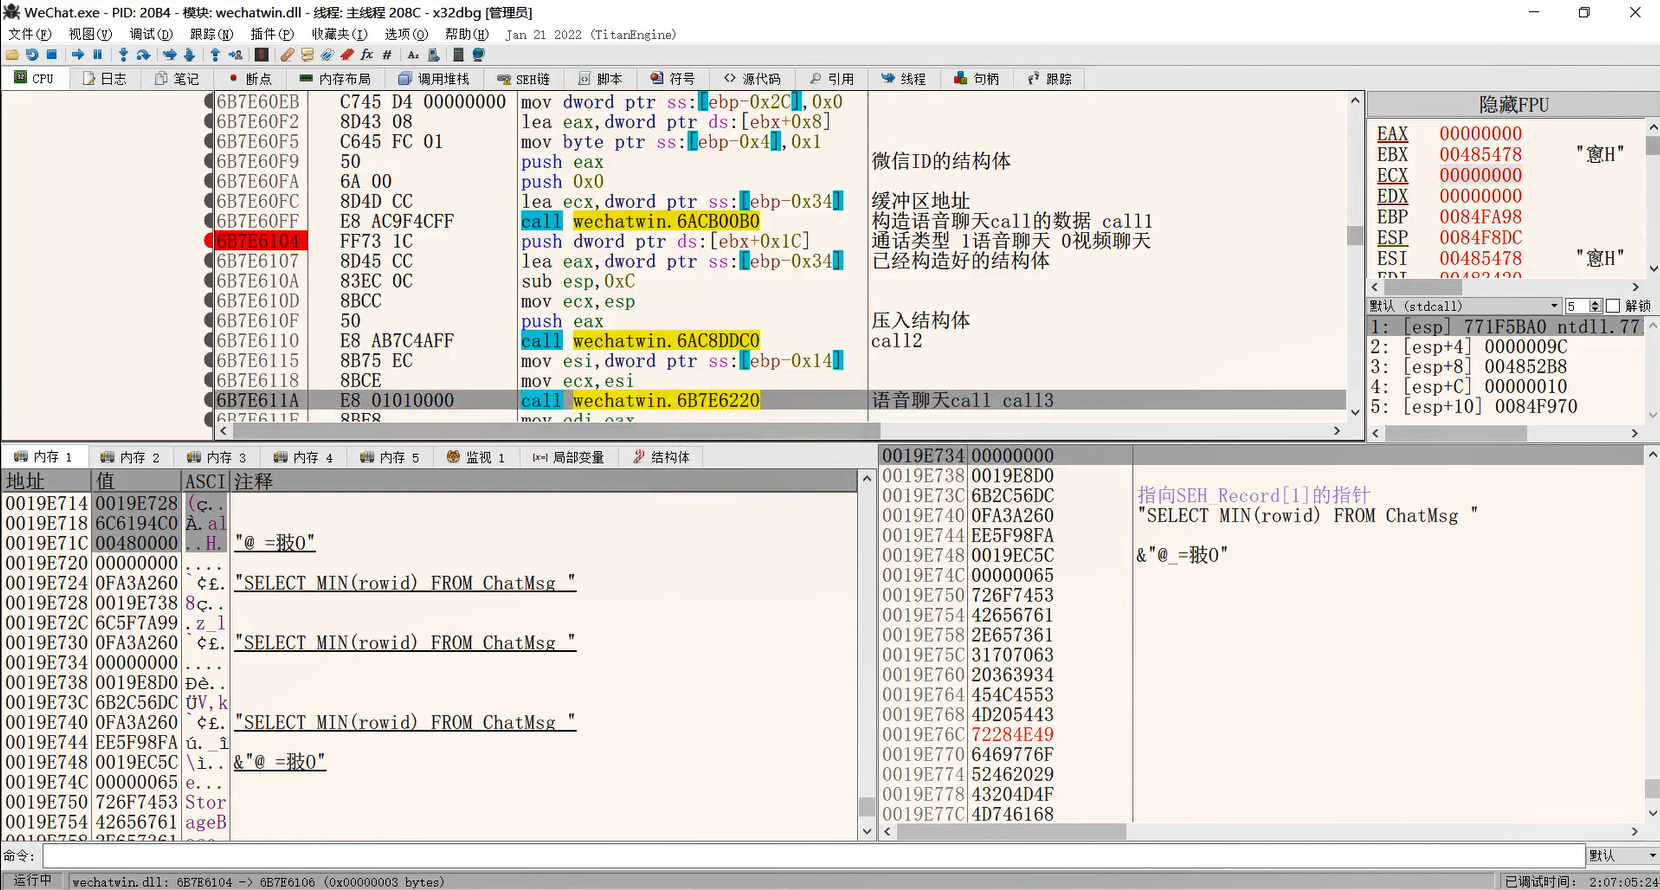 WeChat.exe - PID: 20B4 - 模块: wechatwin.dll - 线程: 主线程 208C - x32dbg [管理员]
文件(F) 视图(V) 调试(D) 跟踪(N) 插件(P) 收藏夹(I) 选项(O) 帮助(H) Jan 21 2022 (TitanEngine)
CPU 日志 笔记 断点 内存布局 调用堆栈 SEH链 脚本 符号 源代码 引用 线程 句柄 跟踪
6B7E60EB C745 D4 00000000 mov dword ptr ss:[ebp-0x2C],0x0
6B7E60F2 8D43 08 lea eax,dword ptr ds:[ebx+0x8]
6B7E60F5 C645 FC 01 mov byte ptr ss:[ebp-0x4],0x1
6B7E60F9 50 push eax 微信ID的结构体
6B7E60FA 6A 00 push 0x0
6B7E60FC 8D4D CC lea ecx,dword ptr ss:[ebp-0x34] 缓冲区地址
6B7E60FF E8 AC9F4CFF call wechatwin.6ACB00B0 构造语音聊天call的数据 call1
6B7E6104 FF73 1C push dword ptr ds:[ebx+0x1C] 通话类型 1语音聊天 0视频聊天
6B7E6107 8D45 CC lea eax,dword ptr ss:[ebp-0x34] 已经构造好的结构体
6B7E610A 83EC 0C sub esp,0xC
6B7E610D 8BCC mov ecx,esp
6B7E610F 50 push eax 压入结构体
6B7E6110 E8 AB7C4AFF call wechatwin.6AC8DDC0 call2
6B7E6115 8B75 EC mov esi,dword ptr ss:[ebp-0x14]
6B7E6118 8BCE mov ecx,esi
6B7E611A E8 01010000 call wechatwin.6B7E6220 语音聊天call call3
6B7E611F 8BF8 mov edi,eax
隐藏FPU
EAX 00000000
EBX 00485478 "窻H"
ECX 00000000
EDX 00000000
EBP 0084FA98
ESP 0084F8DC
ESI 00485478 "窻H"
默认 (stdcall) 5 解锁
1: [esp] 771F5BA0 ntdll.77
2: [esp+4] 0000009C
3: [esp+8] 004852B8
4: [esp+C] 00000010
5: [esp+10] 0084F970
内存 1 内存 2 内存 3 内存 4 内存 5 监视 1 局部变量 结构体
地址 值 ASCI 注释
0019E714 0019E728 (ç..
0019E718 6C6194C0 À.al
0019E71C 00480000 ..H. "@_=翄O"
0019E720 00000000 ....
0019E724 0FA3A260 `¢£. "SELECT MIN(rowid) FROM ChatMsg "
0019E728 0019E738 8ç..
0019E72C 6C5F7A99 .z_l
0019E730 0FA3A260 `¢£. "SELECT MIN(rowid) FROM ChatMsg "
0019E734 00000000 ....
0019E738 0019E8D0 Ðè..
0019E73C 6B2C56DC ÜV,k
0019E740 0FA3A260 `¢£. "SELECT MIN(rowid) FROM ChatMsg "
0019E744 EE5F98FA ú._î
0019E748 0019EC5C \ì.. &"@_=翄O"
0019E74C 00000065 e...
0019E750 726F7453 Stor
0019E754 42656761 ageB
0019E734 00000000
0019E738 0019E8D0
0019E73C 6B2C56DC 指向SEH_Record[1]的指针
0019E740 0FA3A260 "SELECT MIN(rowid) FROM ChatMsg "
0019E744 EE5F98FA
0019E748 0019EC5C &"@_=翄O"
0019E74C 00000065
0019E750 726F7453
0019E754 42656761
0019E758 2E657361
0019E75C 31707063
0019E760 20363934
0019E764 454C4553
0019E768 4D205443
0019E76C 72284E49
0019E770 6469776F
0019E774 52462029
0019E778 43204D4F
0019E77C 4D746168
命令: 默认
运行中 wechatwin.dll: 6B7E6104 -> 6B7E6106 (0x00000003 bytes) 已调试时间: 2:07:05:24